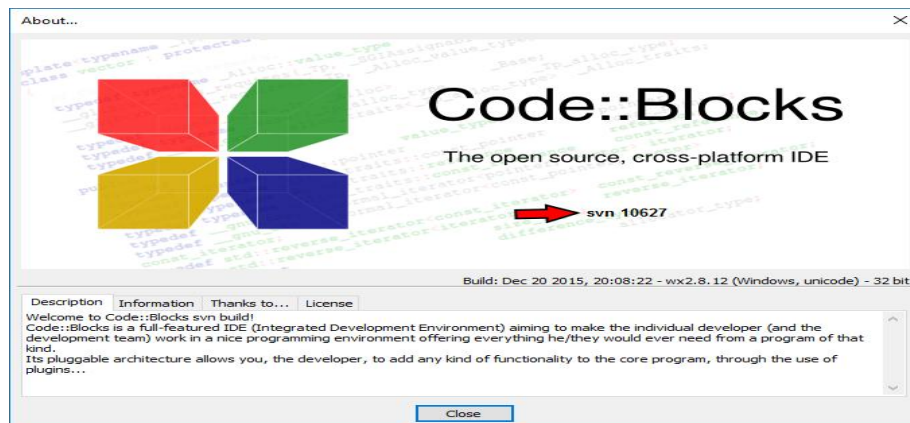 About...
Code::Blocks
The open source, cross-platform IDE
svn 10627
Build: Dec 20 2015, 20:08:22 - wx2.8.12 (Windows, unicode) - 32 bit
Description Information Thanks to... License
Welcome to Code::Blocks svn build!
Code::Blocks is a full-featured IDE (Integrated Development Environment) aiming to make the individual developer (and the
development team) work in a nice programming environment offering everything he/they would ever need from a program of that
kind.
Its pluggable architecture allows you, the developer, to add any kind of functionality to the core program, through the use of
plugins...
Close